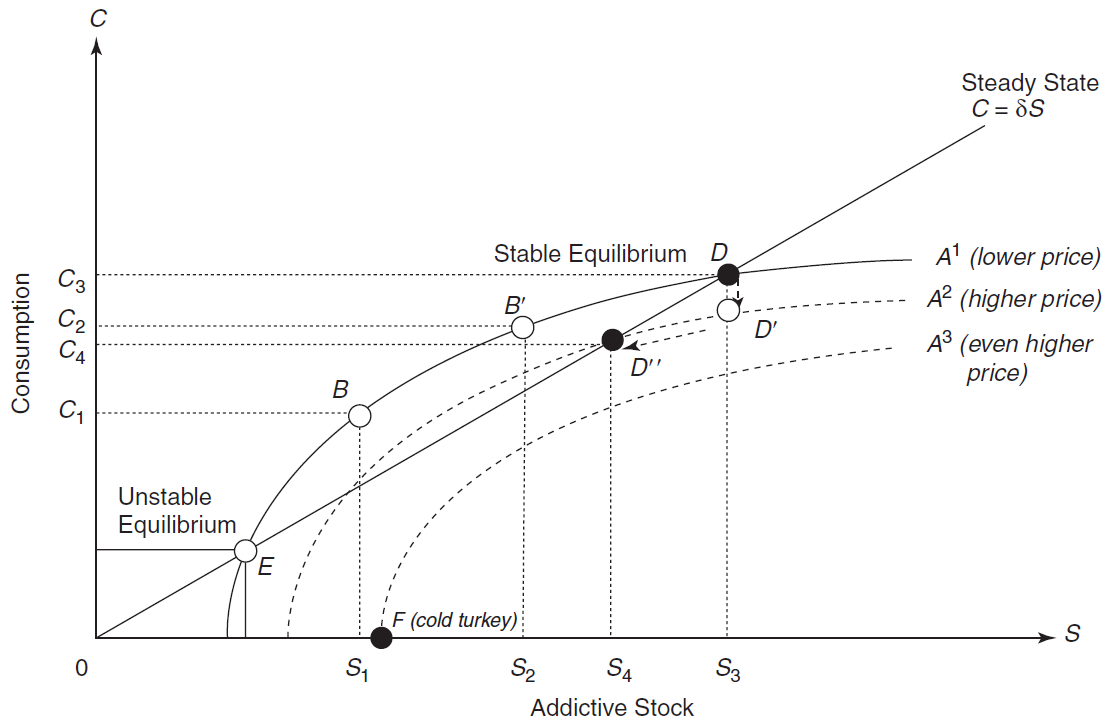 C
Steady State
C = δS
Stable Equilibrium
D
A¹ (lower price)
C₃
A² (higher price)
B′
C₂
D′
A³ (even higher
price)
C₄
D′′
Consumption
B
C₁
Unstable
Equilibrium
E
F (cold turkey)
S
0
S₁
S₂
S₄
S₃
Addictive Stock